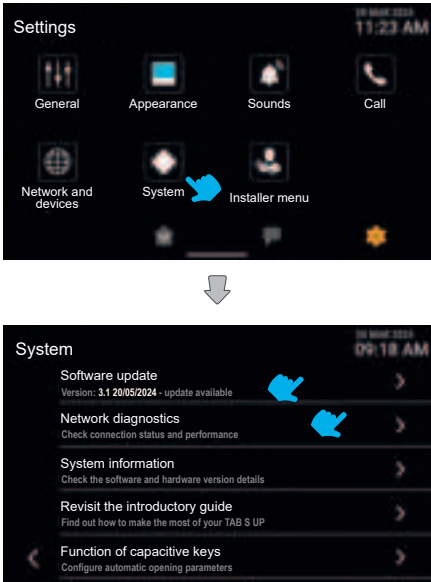 Settings
11:23 AM
General
Appearance
Sounds
Call
Network and
devices
System
Installer menu
System
09:18 AM
Software update
Version: 3.1 20/05/2024 - update available
Network diagnostics
Check connection status and performance
System information
Check the software and hardware version details
Revisit the introductory guide
Find out how to make the most of your TAB S UP
Function of capacitive keys
Configure automatic opening parameters